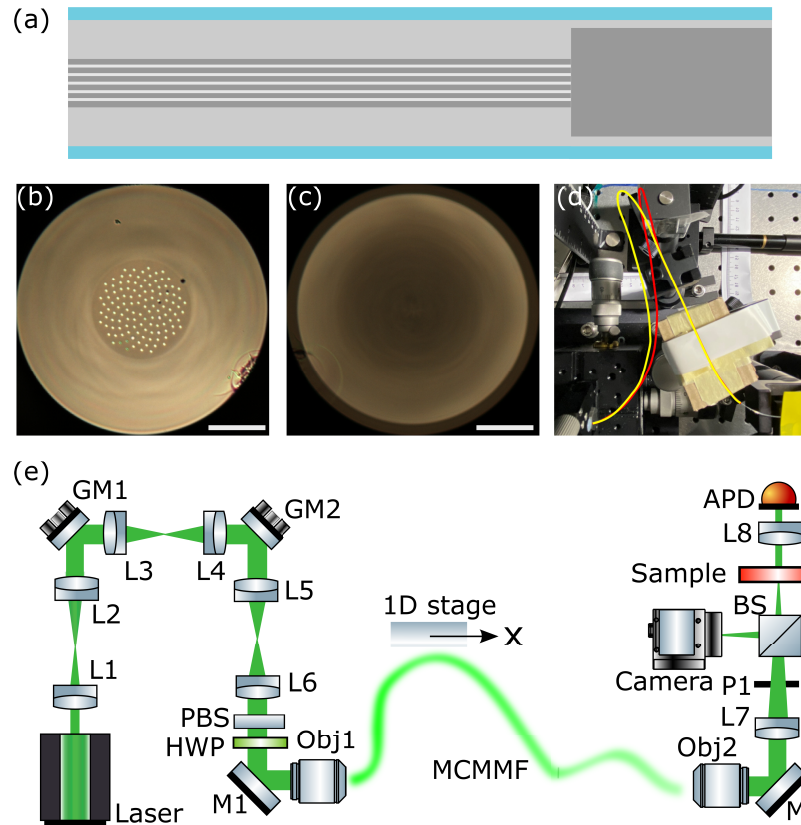 (a)
(b)
(c)
(d)
(e)
GM1
GM2
APD
L3
L4
L8
L2
L5
Sample
1D stage
BS
x
L1
L6
Camera
P1
PBS
L7
HWP
Obj1
Obj2
MCMMF
M1
M
Laser